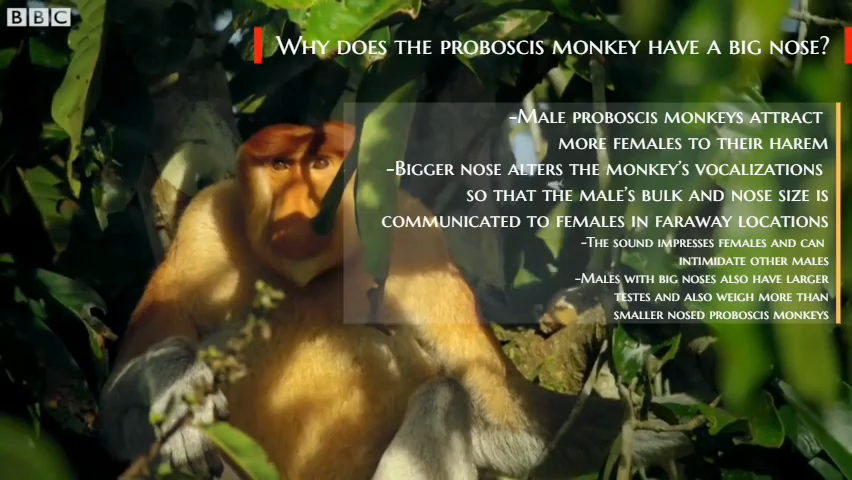 BBC
Why does the proboscis monkey have a big nose?
-Male proboscis monkeys attract
more females to their harem
-Bigger nose alters the monkey's vocalizations
so that the male's bulk and nose size is
communicated to females in faraway locations
-The sound impresses females and can
intimidate other males
-Males with big noses also have larger
testes and also weigh more than
smaller nosed proboscis monkeys